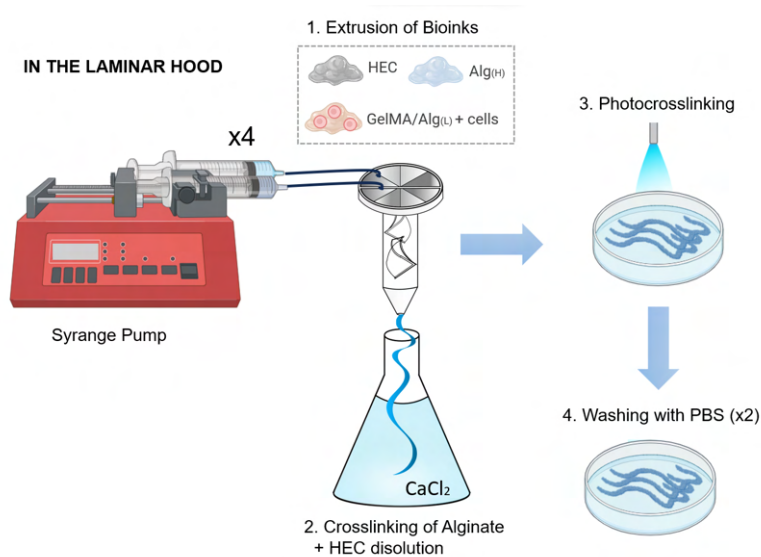 1. Extrusion of Bioinks
IN THE LAMINAR HOOD
HEC
Alg(H)
GelMA/Alg(L) + cells
x4
Syrange Pump
CaCl₂
2. Crosslinking of Alginate
+ HEC disolution
3. Photocrosslinking
4. Washing with PBS (x2)